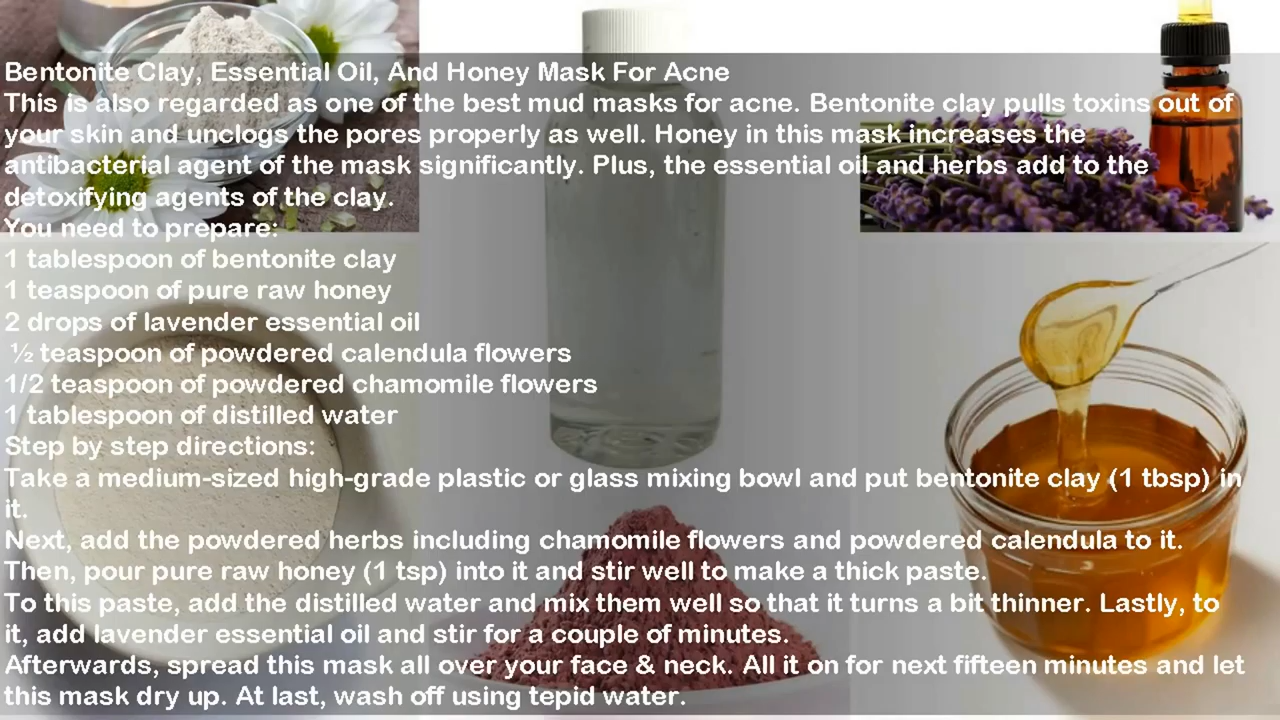 Bentonite Clay, Essential Oil, And Honey Mask For Acne
This is also regarded as one of the best mud masks for acne. Bentonite clay pulls toxins out of
your skin and unclogs the pores properly as well. Honey in this mask increases the
antibacterial agent of the mask significantly. Plus, the essential oil and herbs add to the
detoxifying agents of the clay.
You need to prepare:
1 tablespoon of bentonite clay
1 teaspoon of pure raw honey
2 drops of lavender essential oil
½ teaspoon of powdered calendula flowers
1/2 teaspoon of powdered chamomile flowers
1 tablespoon of distilled water
Step by step directions:
Take a medium-sized high-grade plastic or glass mixing bowl and put bentonite clay (1 tbsp) in
it.
Next, add the powdered herbs including chamomile flowers and powdered calendula to it.
Then, pour pure raw honey (1 tsp) into it and stir well to make a thick paste.
To this paste, add the distilled water and mix them well so that it turns a bit thinner. Lastly, to
it, add lavender essential oil and stir for a couple of minutes.
Afterwards, spread this mask all over your face & neck. All it on for next fifteen minutes and let
this mask dry up. At last, wash off using tepid water.